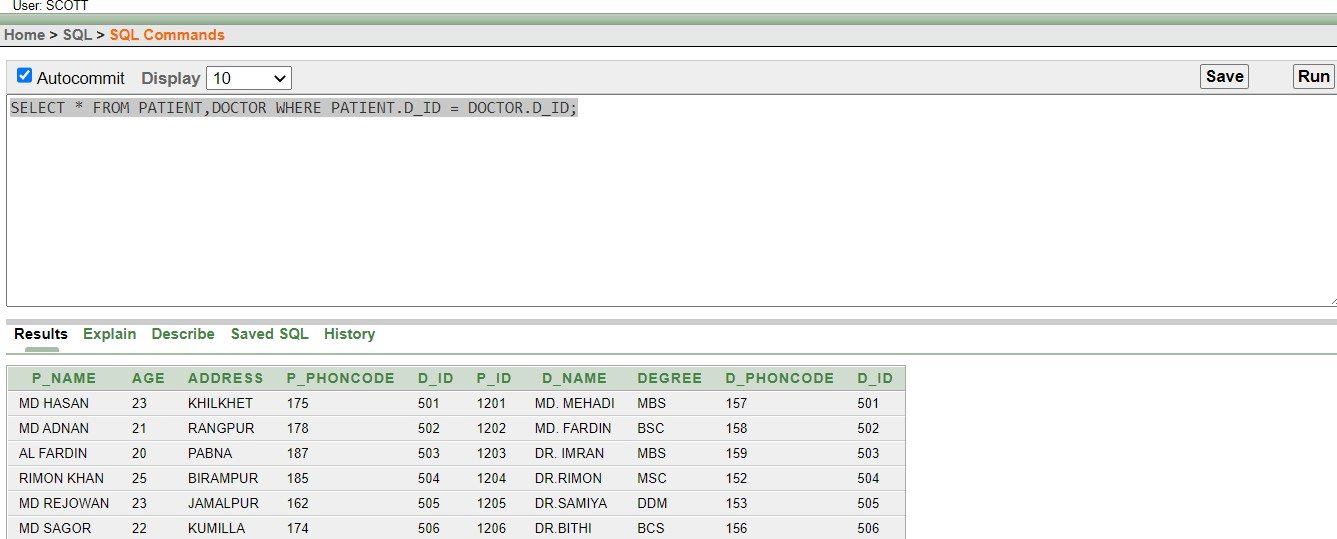 User: SCOTT
Home > SQL > SQL Commands
Autocommit Display 10 Save Run
SELECT * FROM PATIENT,DOCTOR WHERE PATIENT.D_ID = DOCTOR.D_ID;
Results Explain Describe Saved SQL History
P_NAME AGE ADDRESS P_PHONCODE D_ID P_ID D_NAME DEGREE D_PHONCODE D_ID
MD HASAN 23 KHILKHET 175 501 1201 MD. MEHADI MBS 157 501
MD ADNAN 21 RANGPUR 178 502 1202 MD. FARDIN BSC 158 502
AL FARDIN 20 PABNA 187 503 1203 DR. IMRAN MBS 159 503
RIMON KHAN 25 BIRAMPUR 185 504 1204 DR.RIMON MSC 152 504
MD REJOWAN 23 JAMALPUR 162 505 1205 DR.SAMIYA DDM 153 505
MD SAGOR 22 KUMILLA 174 506 1206 DR.BITHI BCS 156 506